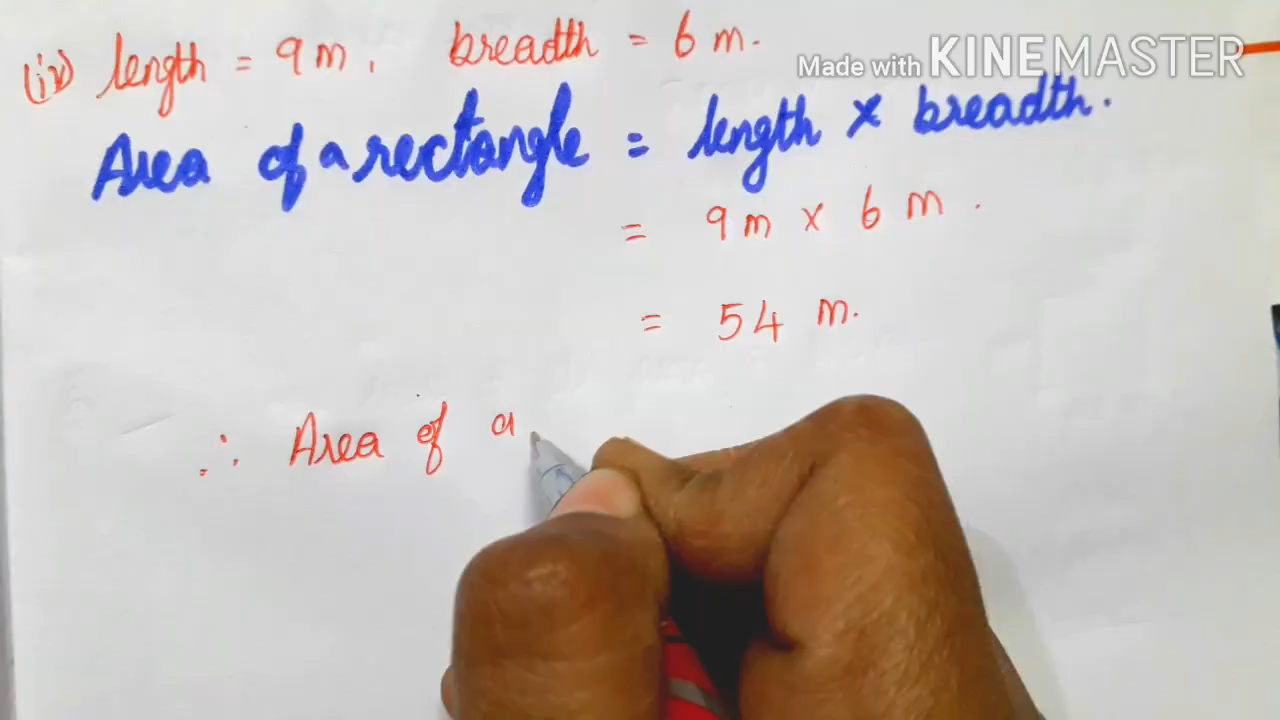 (iv) length = 9 m, breadth = 6 m.
Made with KINEMASTER
Area of a rectangle = length × breadth.
= 9 m × 6 m.
= 54 m.
∴ Area of a